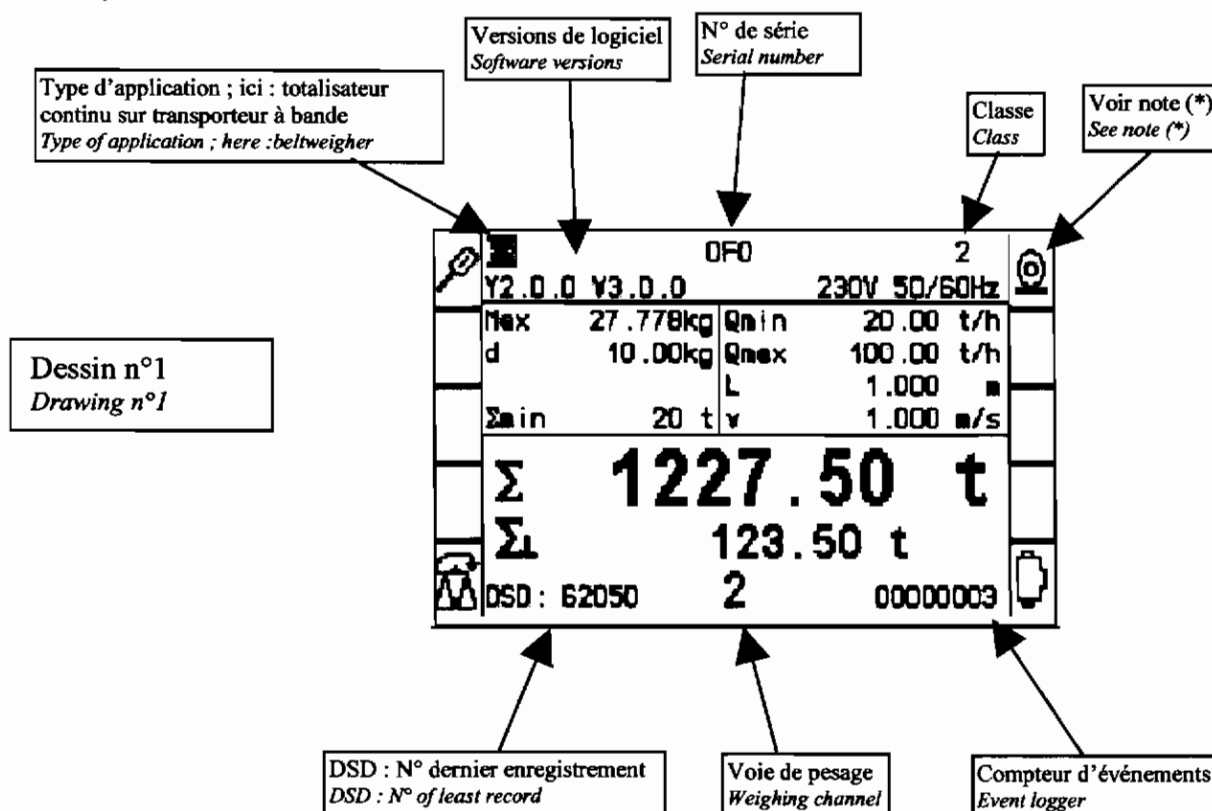 Versions de logiciel
Software versions
N° de série
Serial number
Type d'application ; ici : totalisateur
continu sur transporteur à bande
Type of application ; here :beltweigher
Classe
Class
Voir note (*)
See note (*)
0F0 2
Y2.0.0 V3.0.0 230V 50/60Hz
Max 27.778kg Qmin 20.00 t/h
d 10.00kg Qmax 100.00 t/h
L 1.000 m
Σmin 20 t v 1.000 m/s
Dessin n°1
Drawing n°1
Σ 1227.50 t
ΣL 123.50 t
DSD: 62050 2 00000003
DSD : N° dernier enregistrement
DSD : N° of least record
Voie de pesage
Weighing channel
Compteur d'événements
Event logger